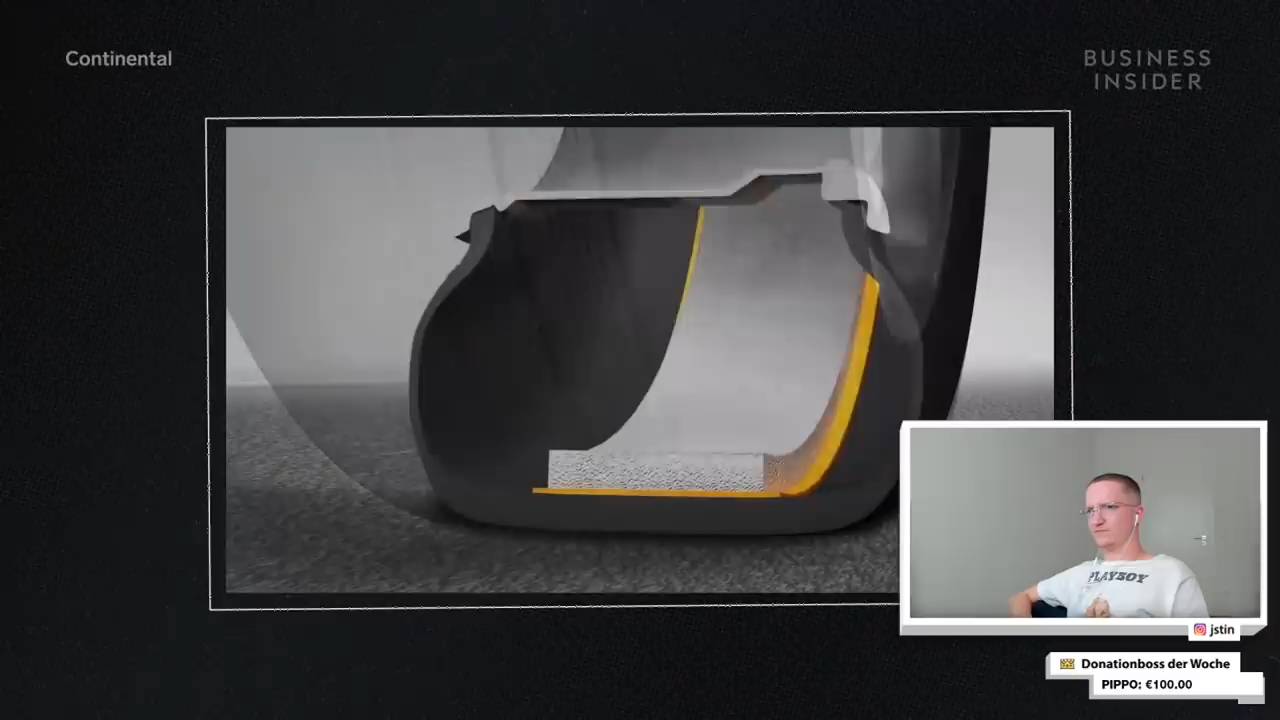 Continental
BUSINESS
INSIDER
PLAYBOY
jstin
Donationboss der Woche
PIPPO: €100.00